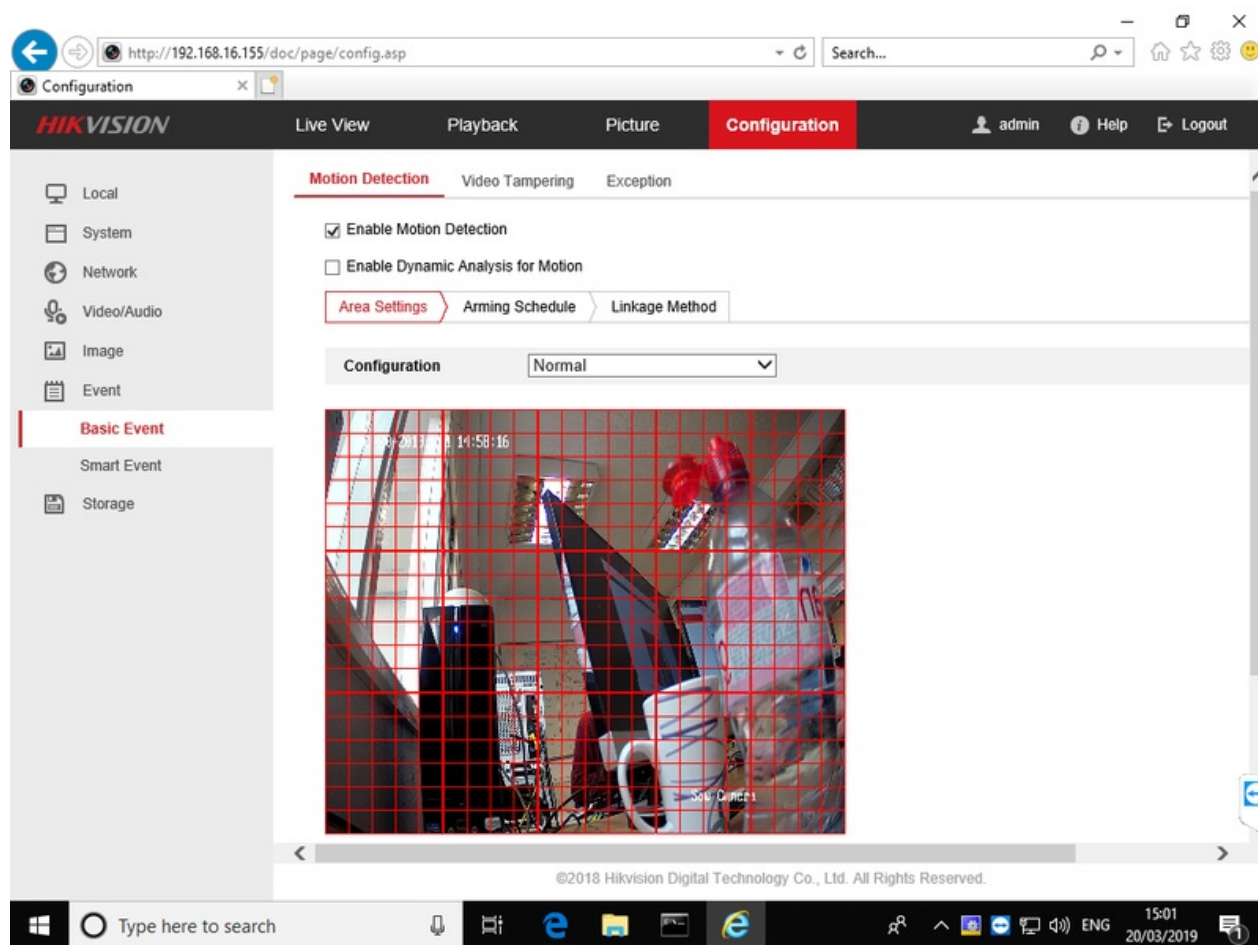 http://192.168.16.155/doc/page/config.asp
Search...
Configuration
HIKVISION
Live View
Playback
Picture
Configuration
admin
Help
Logout
Local
System
Network
Video/Audio
Image
Event
Basic Event
Smart Event
Storage
Motion Detection
Video Tampering
Exception
Enable Motion Detection
Enable Dynamic Analysis for Motion
Area Settings
Arming Schedule
Linkage Method
Configuration
Normal
14:58:16
©2018 Hikvision Digital Technology Co., Ltd. All Rights Reserved.
Type here to search
ENG
15:01
20/03/2019
1